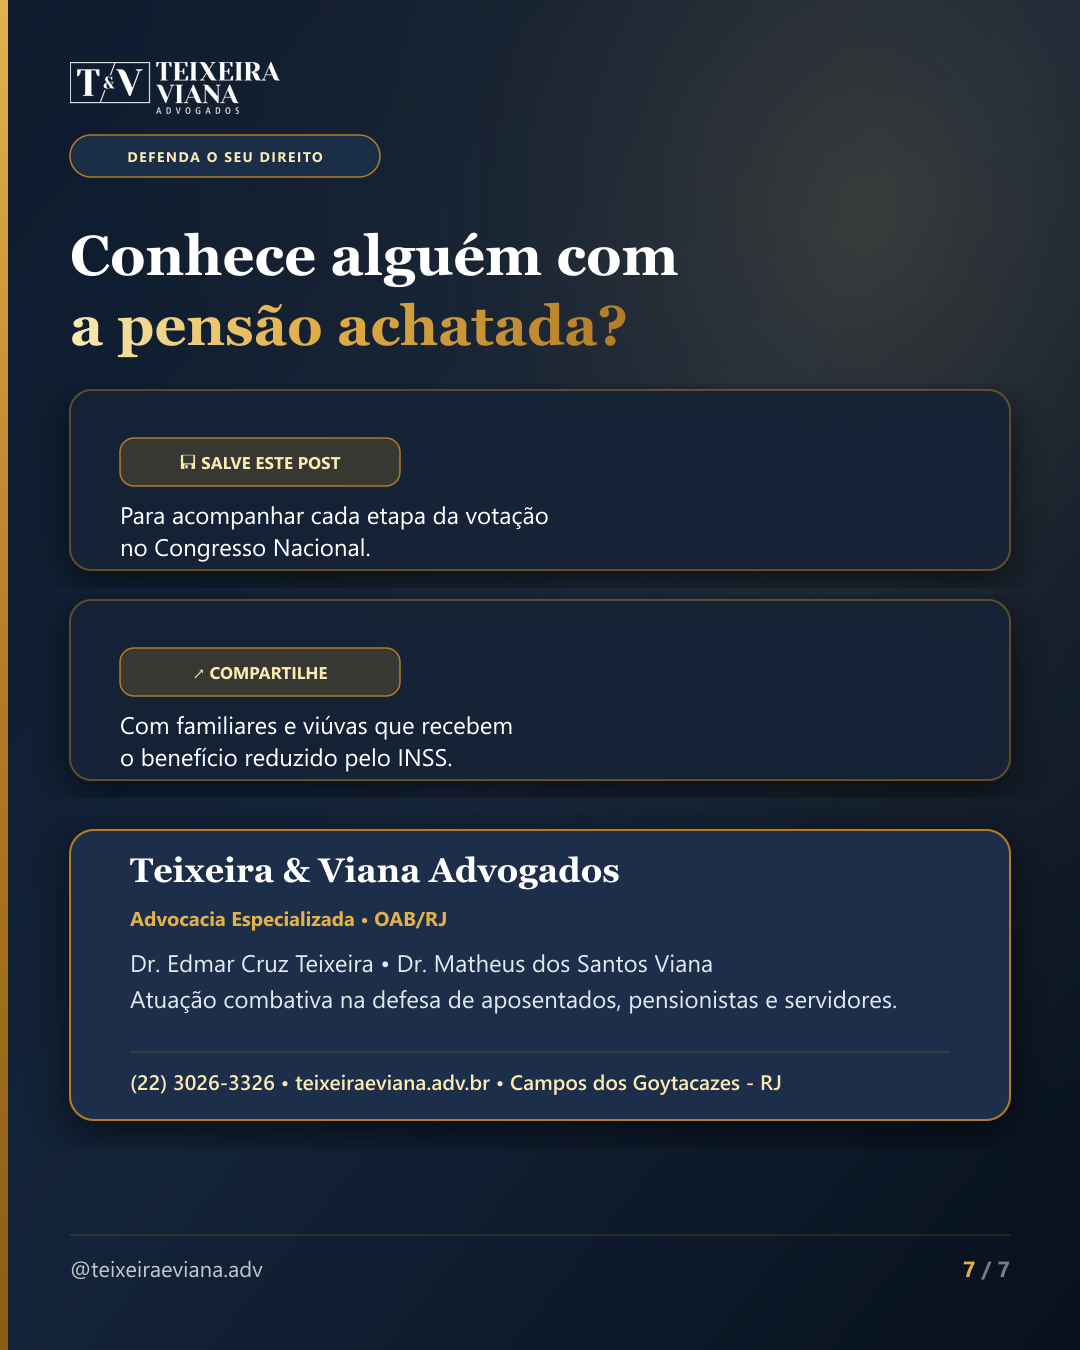 T&V TEIXEIRA
VIANA
ADVOGADOS
DEFENDA O SEU DIREITO
Conhece alguém com
a pensão achatada?
🖫 SALVE ESTE POST
Para acompanhar cada etapa da votação
no Congresso Nacional.
↗ COMPARTILHE
Com familiares e viúvas que recebem
o benefício reduzido pelo INSS.
Teixeira & Viana Advogados
Advocacia Especializada • OAB/RJ
Dr. Edmar Cruz Teixeira • Dr. Matheus dos Santos Viana
Atuação combativa na defesa de aposentados, pensionistas e servidores.
(22) 3026-3326 • teixeiraeviana.adv.br • Campos dos Goytacazes - RJ
@teixeiraeviana.adv
7 / 7